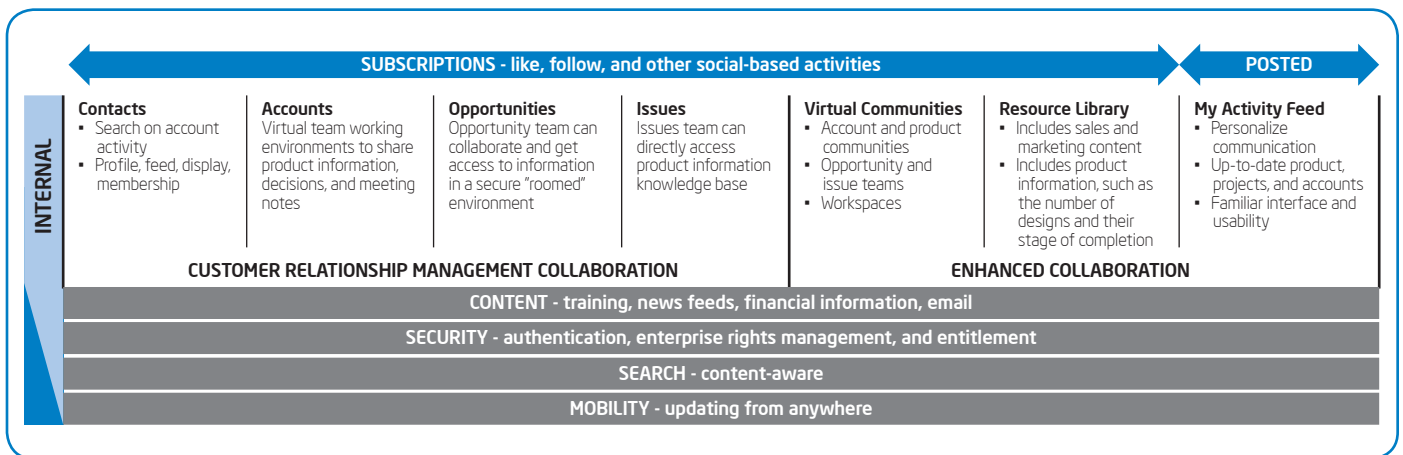 SUBSCRIPTIONS - like, follow, and other social-based activities
POSTED
INTERNAL
Contacts
▪ Search on account
activity
▪ Profile, feed, display,
membership
Accounts
Virtual team working
environments to share
product information,
decisions, and meeting
notes
Opportunities
Opportunity team can
collaborate and get
access to information
in a secure "roomed"
environment
Issues
Issues team can
directly access
product information
knowledge base
Virtual Communities
▪ Account and product
communities
▪ Opportunity and
issue teams
▪ Workspaces
Resource Library
▪ Includes sales and
marketing content
▪ Includes product
information, such as
the number of
designs and their
stage of completion
My Activity Feed
▪ Personalize
communication
▪ Up-to-date product,
projects, and accounts
▪ Familiar interface and
usability
CUSTOMER RELATIONSHIP MANAGEMENT COLLABORATION
ENHANCED COLLABORATION
CONTENT - training, news feeds, financial information, email
SECURITY - authentication, enterprise rights management, and entitlement
SEARCH - content-aware
MOBILITY - updating from anywhere